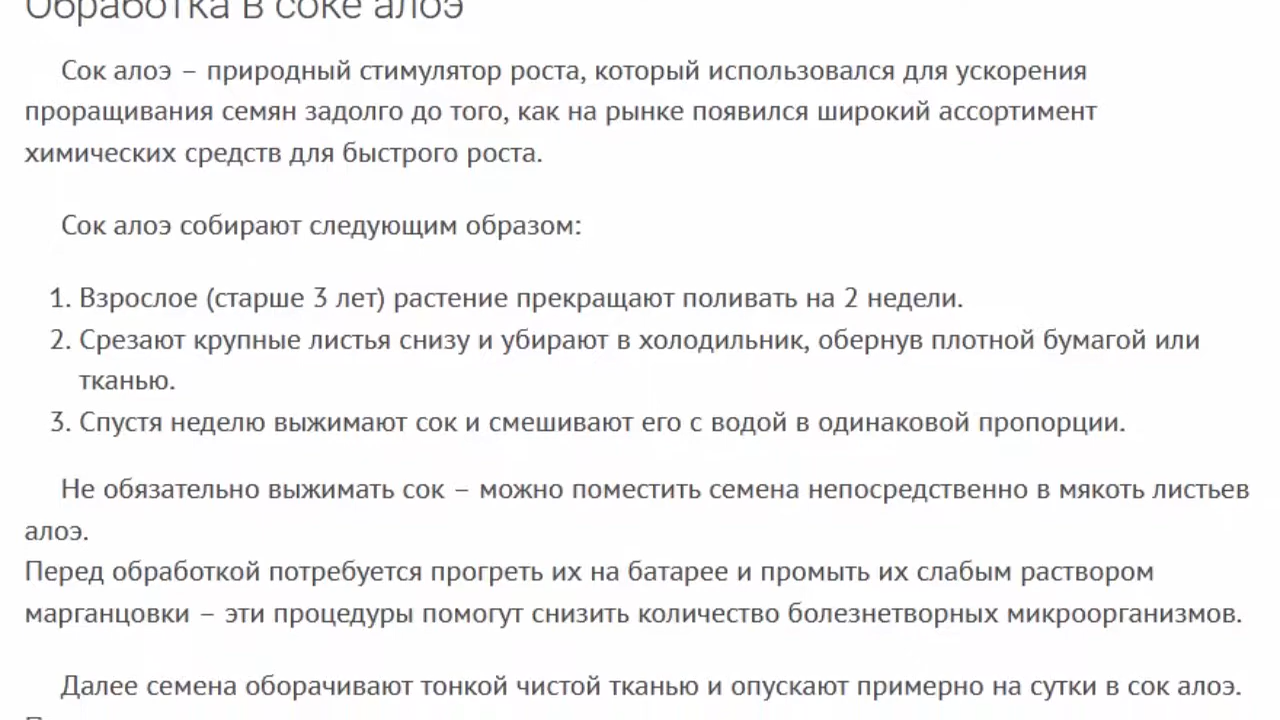 Обработка в соке алоэ
Сок алоэ – природный стимулятор роста, который использовался для ускорения
проращивания семян задолго до того, как на рынке появился широкий ассортимент
химических средств для быстрого роста.
Сок алоэ собирают следующим образом:
1. Взрослое (старше 3 лет) растение прекращают поливать на 2 недели.
2. Срезают крупные листья снизу и убирают в холодильник, обернув плотной бумагой или
тканью.
3. Спустя неделю выжимают сок и смешивают его с водой в одинаковой пропорции.
Не обязательно выжимать сок – можно поместить семена непосредственно в мякоть листьев
алоэ.
Перед обработкой потребуется прогреть их на батарее и промыть их слабым раствором
марганцовки – эти процедуры помогут снизить количество болезнетворных микроорганизмов.
Далее семена оборачивают тонкой чистой тканью и опускают примерно на сутки в сок алоэ.